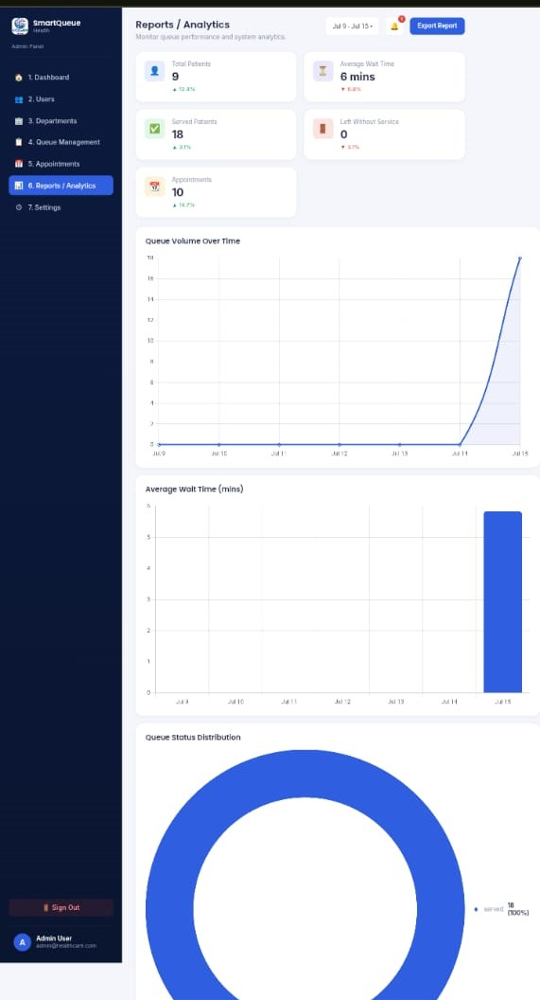 SmartQueue
Health
Admin Panel
1. Dashboard
2. Users
3. Departments
4. Queue Management
5. Appointments
6. Reports / Analytics
7. Settings
Sign Out
A
Admin User
admin@healthcare.com
Reports / Analytics
Monitor queue performance and system analytics.
Jul 9 - Jul 15
Export Report
Total Patients
9
▲ 12.4%
Average Wait Time
6 mins
▼ 6.8%
Served Patients
18
▲ 3.1%
Left Without Service
0
▼ 3.7%
Appointments
10
▲ 14.7%
Queue Volume Over Time
18
16
14
12
10
8
6
4
2
0
Jul 9 Jul 10 Jul 11 Jul 12 Jul 13 Jul 14 Jul 15
Average Wait Time (mins)
6
5
4
3
2
1
0
Jul 9 Jul 10 Jul 11 Jul 12 Jul 13 Jul 14 Jul 15
Queue Status Distribution
served
(100%)